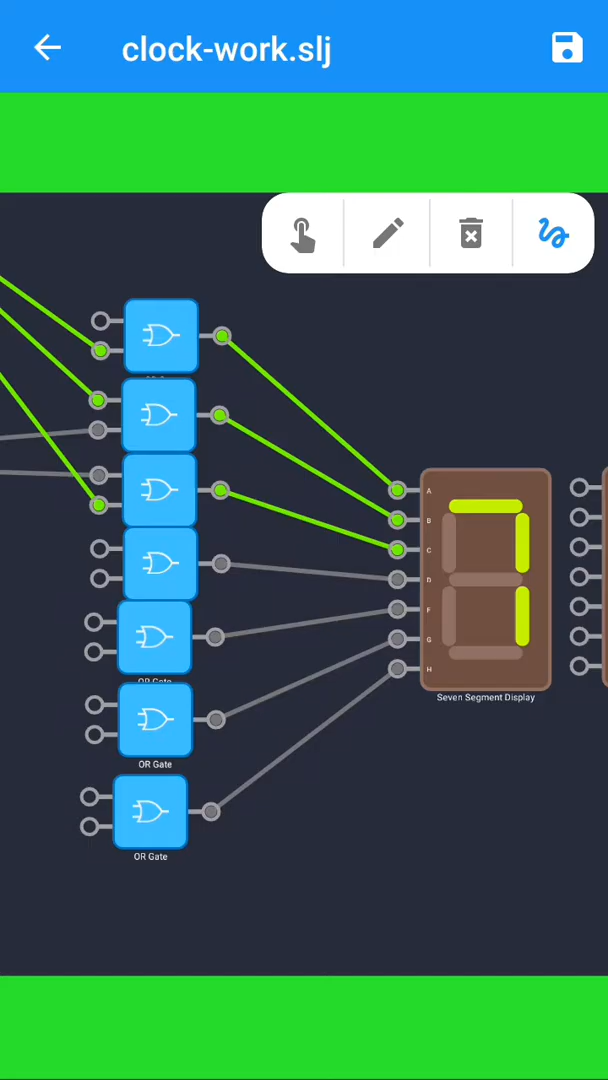 clock-work.slj
A
B
C
D
F
G
H
Seven Segment Display
OR Gate
OR Gate
OR Gate